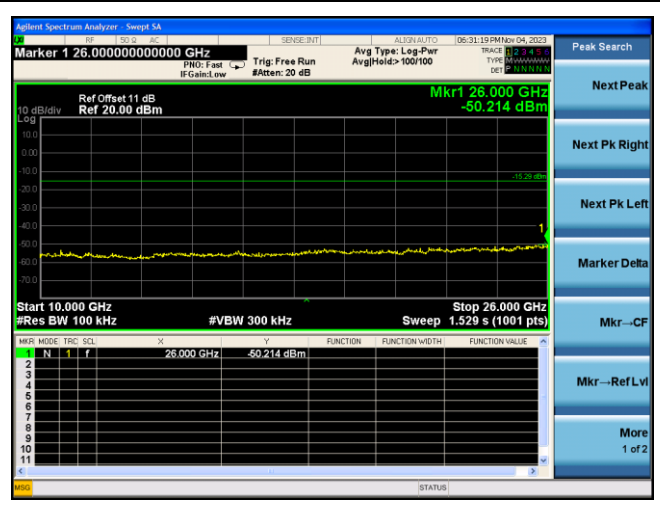 Agilent Spectrum Analyzer - Swept SA
RF 50 Ω AC SENSE:INT ALIGN AUTO 06:31:19 PM Nov 04, 2023
Marker 1 26.000000000000 GHz
PNO: Fast
IFGain:Low
Trig: Free Run
#Atten: 20 dB
Avg Type: Log-Pwr
Avg|Hold:>100/100
TRACE 1 2 3 4 5 6
TYPE M
DET P N N N N N
Ref Offset 11 dB
Ref 20.00 dBm
10 dB/div
Log
Mkr1 26.000 GHz
-50.214 dBm
10.0
0.00
-10.0
-20.0
-30.0
-40.0
-50.0
-60.0
-70.0
-15.29 dBm
1
Start 10.000 GHz Stop 26.000 GHz
#Res BW 100 kHz #VBW 300 kHz Sweep 1.529 s (1001 pts)
MKR MODE TRC SCL X Y FUNCTION FUNCTION WIDTH FUNCTION VALUE
1 N 1 f 26.000 GHz -50.214 dBm
2
3
4
5
6
7
8
9
10
11
MSG STATUS
Peak Search
Next Peak
Next Pk Right
Next Pk Left
Marker Delta
Mkr→CF
Mkr→Ref Lvl
More
1 of 2